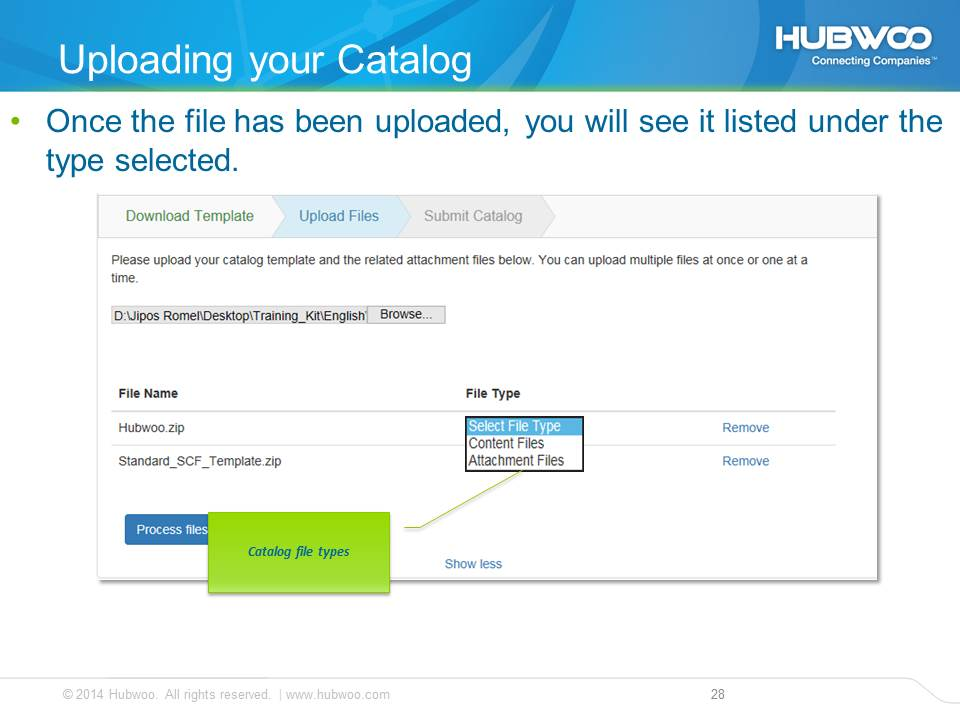 Uploading your Catalog
HUBWOO
Connecting Companies™
• Once the file has been uploaded, you will see it listed under the
type selected.
Download Template Upload Files Submit Catalog
Please upload your catalog template and the related attachment files below. You can upload multiple files at once or one at a
time.
D:\Jipos Romel\Desktop\Training_Kit\English\ Browse...
File Name File Type
Hubwoo.zip Select File Type Remove
Content Files
Standard_SCF_Template.zip Attachment Files Remove
Process files
Catalog file types
Show less
© 2014 Hubwoo. All rights reserved. | www.hubwoo.com 28